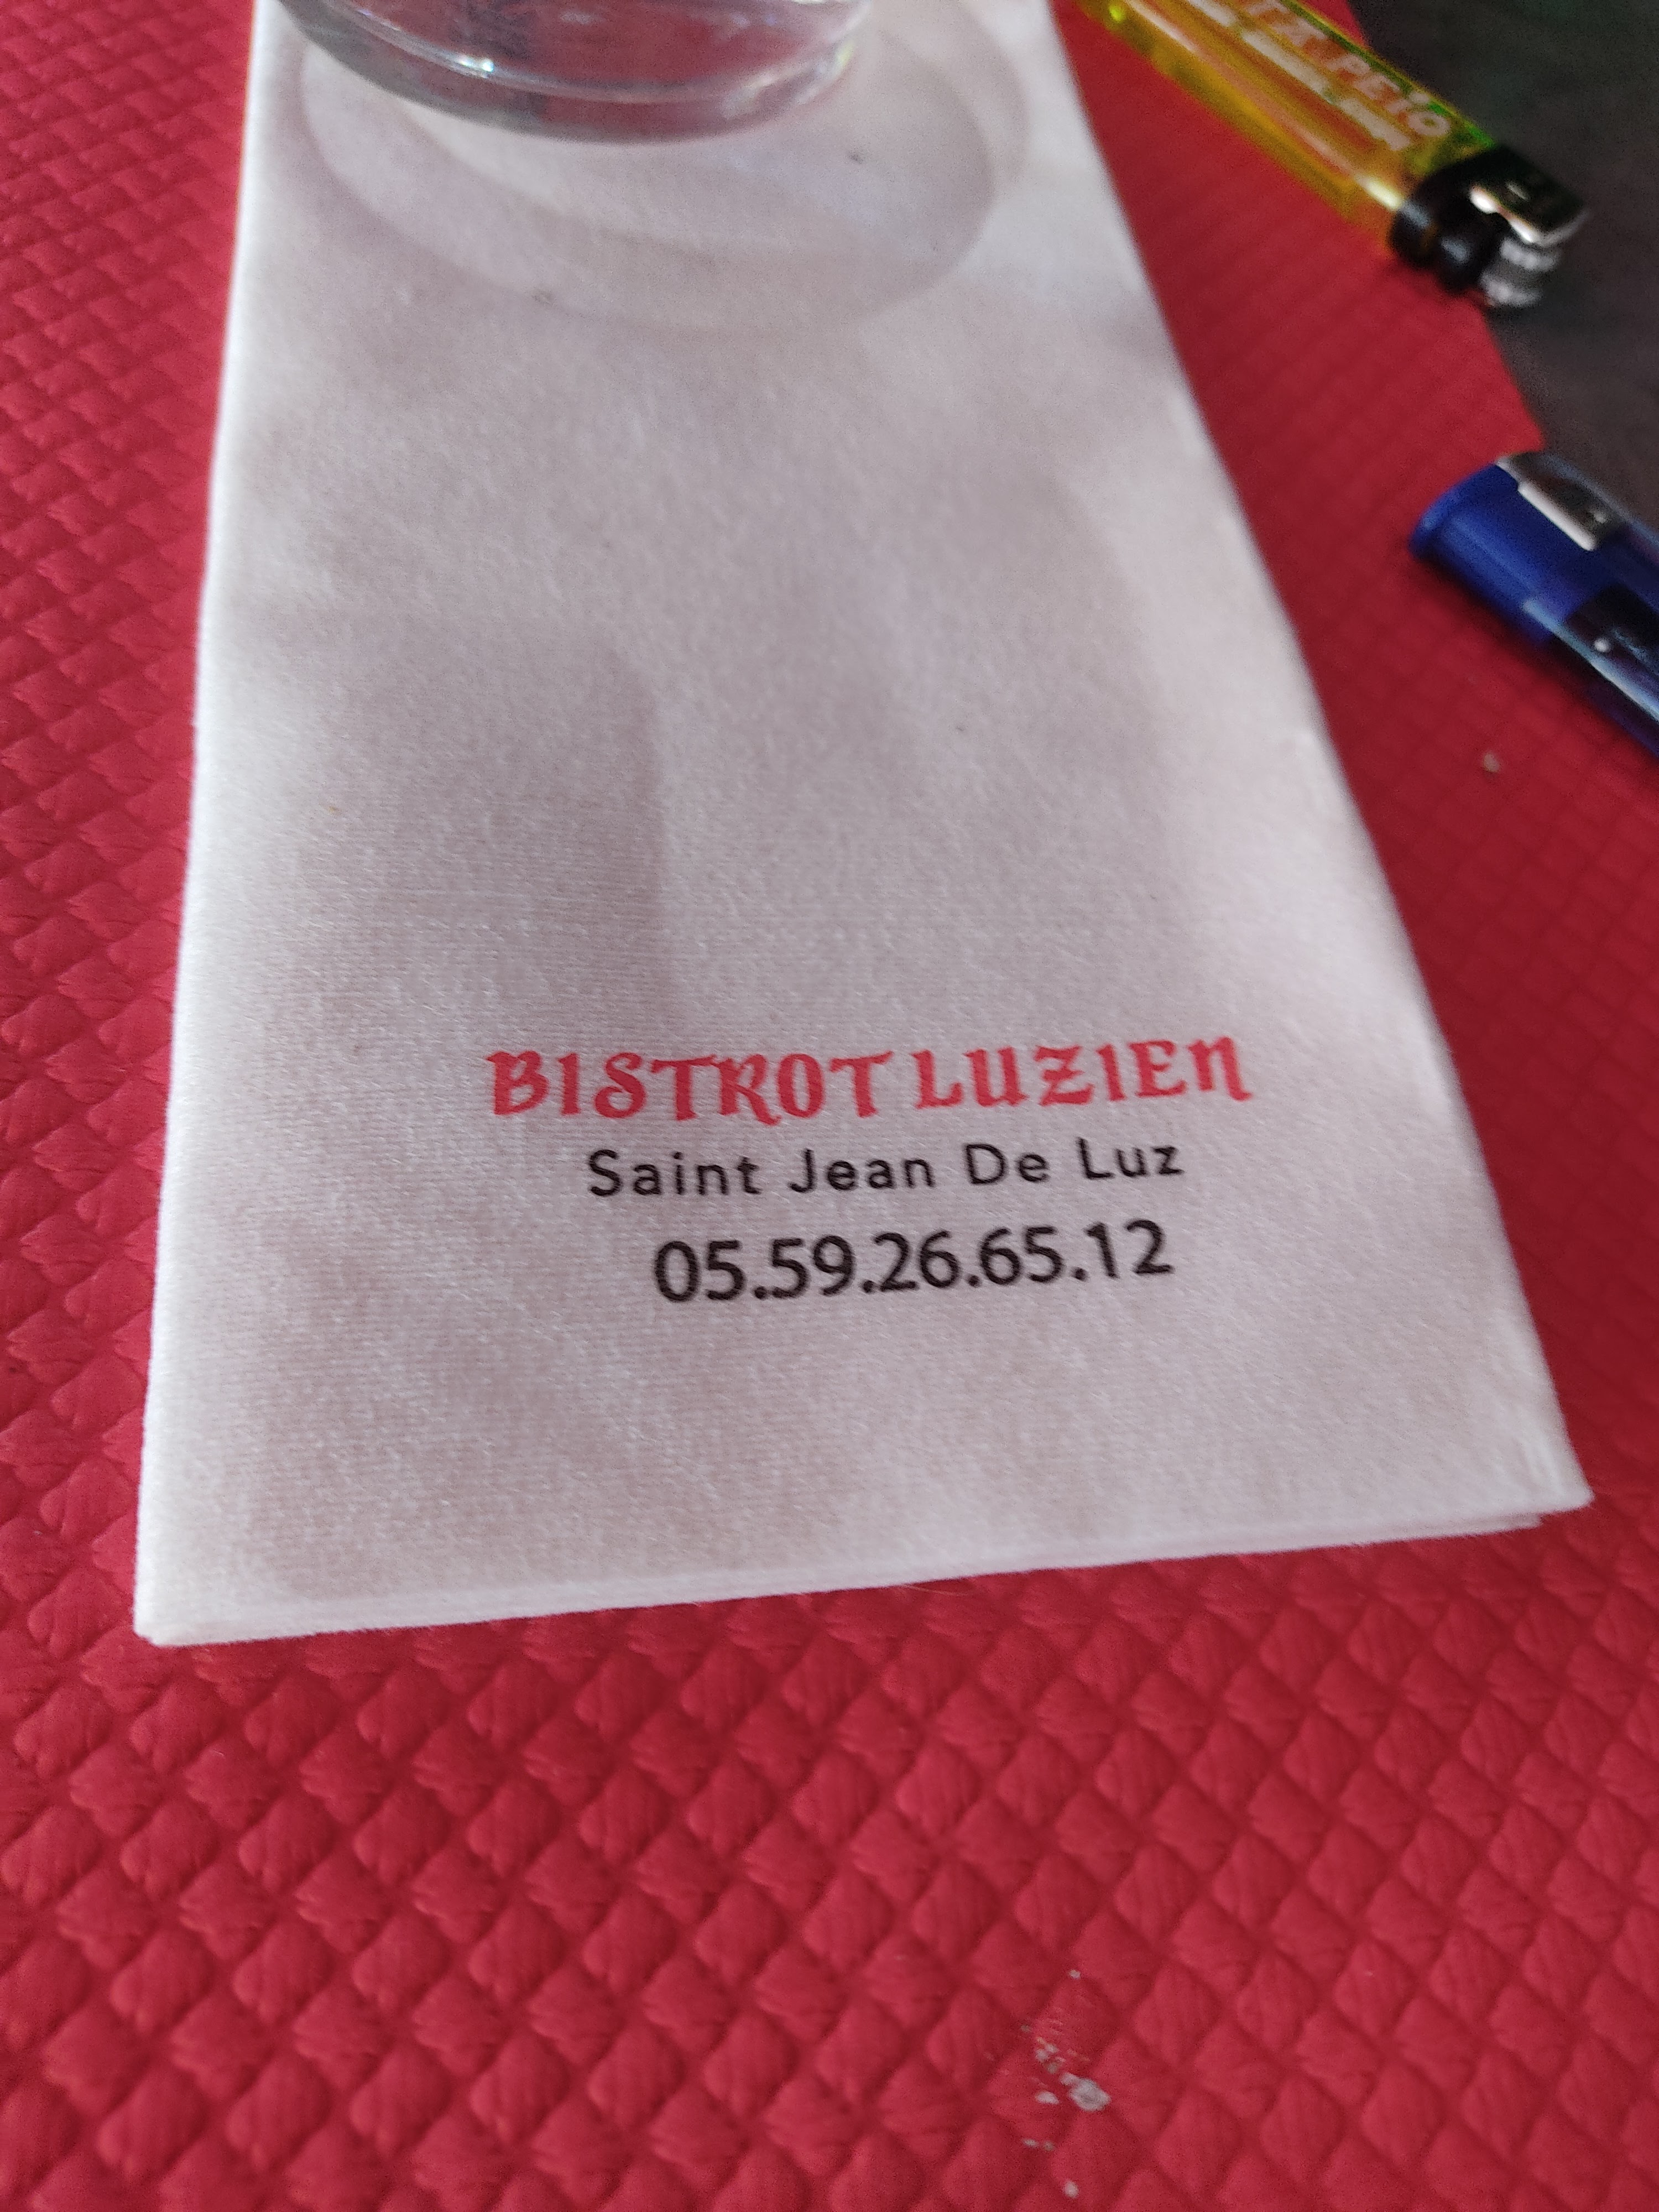 BISTROT LUZIEN
Saint Jean De Luz
05.59.26.65.12